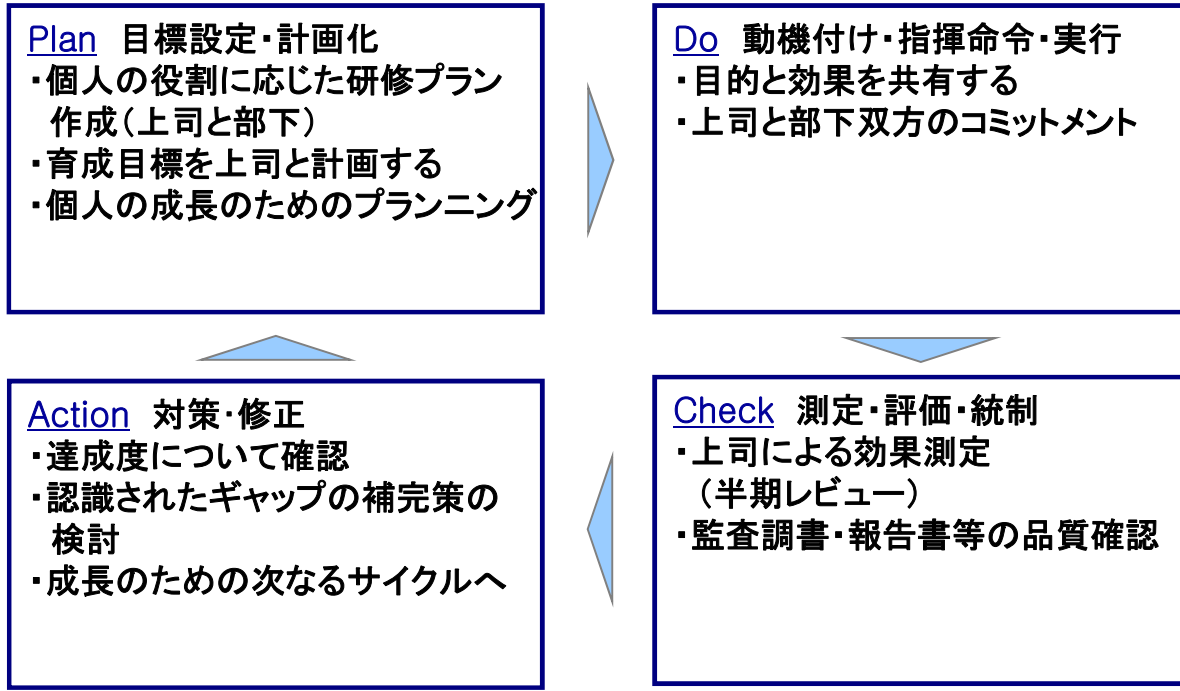 Plan 目標設定・計画化
・個人の役割に応じた研修プラン
作成（上司と部下）
・育成目標を上司と計画する
・個人の成長のためのプランニング
Do 動機付け・指揮命令・実行
・目的と効果を共有する
・上司と部下双方のコミットメント
Action 対策・修正
・達成度について確認
・認識されたギャップの補完策の
検討
・成長のための次なるサイクルへ
Check 測定・評価・統制
・上司による効果測定
（半期レビュー）
・監査調書・報告書等の品質確認